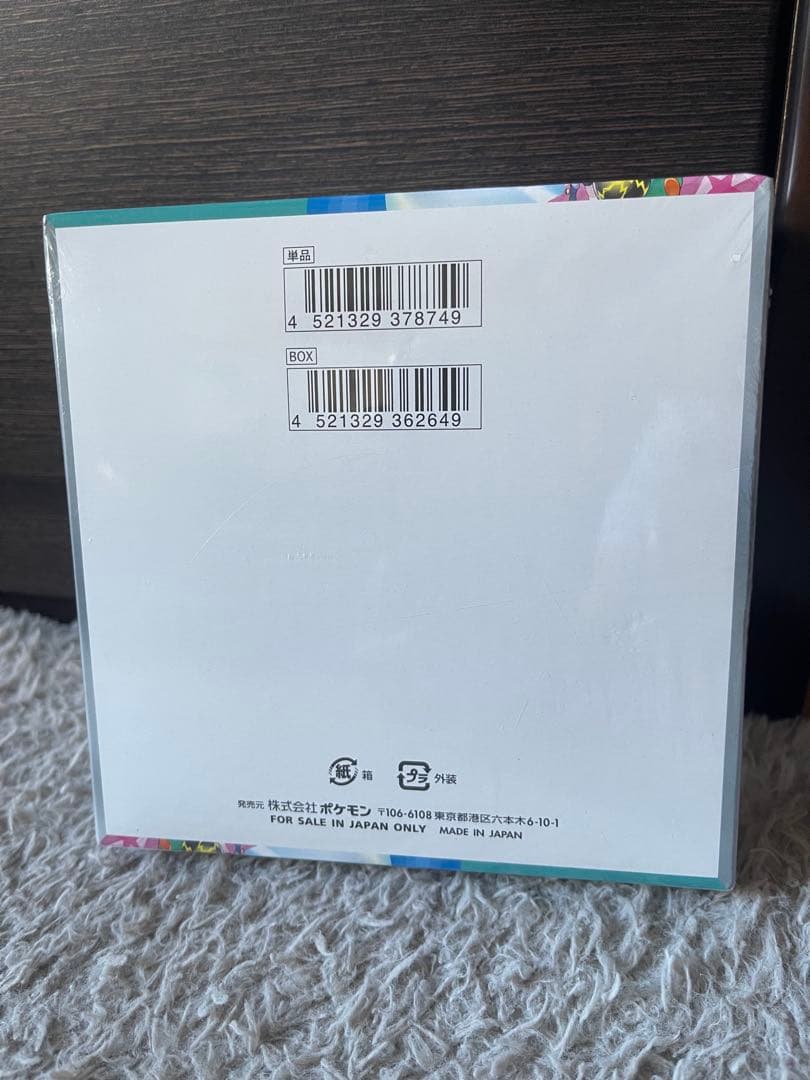 単品
4 521329 378749
BOX
4 521329 362649
紙 箱 プラ 外装
発売元 株式会社ポケモン 〒106-6108 東京都港区六本木6-10-1
FOR SALE IN JAPAN ONLY MADE IN JAPAN